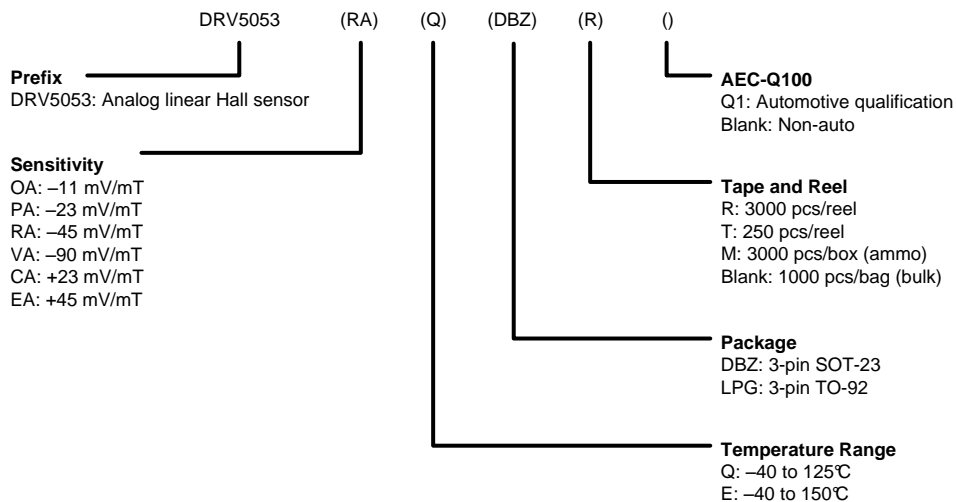 DRV5053 (RA) (Q) (DBZ) (R) ()
Prefix
DRV5053: Analog linear Hall sensor
Sensitivity
OA: –11 mV/mT
PA: –23 mV/mT
RA: –45 mV/mT
VA: –90 mV/mT
CA: +23 mV/mT
EA: +45 mV/mT
AEC-Q100
Q1: Automotive qualification
Blank: Non-auto
Tape and Reel
R: 3000 pcs/reel
T: 250 pcs/reel
M: 3000 pcs/box (ammo)
Blank: 1000 pcs/bag (bulk)
Package
DBZ: 3-pin SOT-23
LPG: 3-pin TO-92
Temperature Range
Q: –40 to 125°C
E: –40 to 150°C